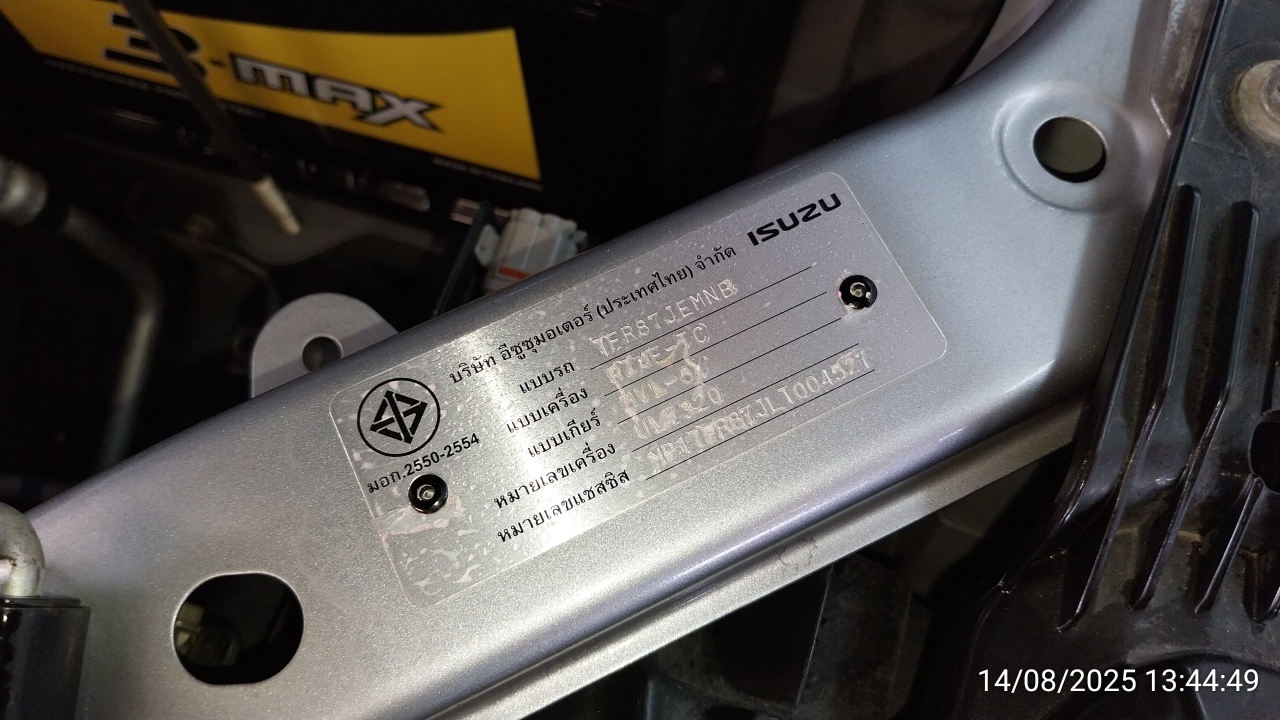 3-MAX
ISUZU
บริษัท อีซูซุมอเตอร์ (ประเทศไทย) จำกัด
แบบรถ TFR87JEMNB
แบบเครื่อง
แบบเกียร์
หมายเลขเครื่อง
หมายเลขแชสซิส
มอก.2550-2554
14/08/2025 13:44:49